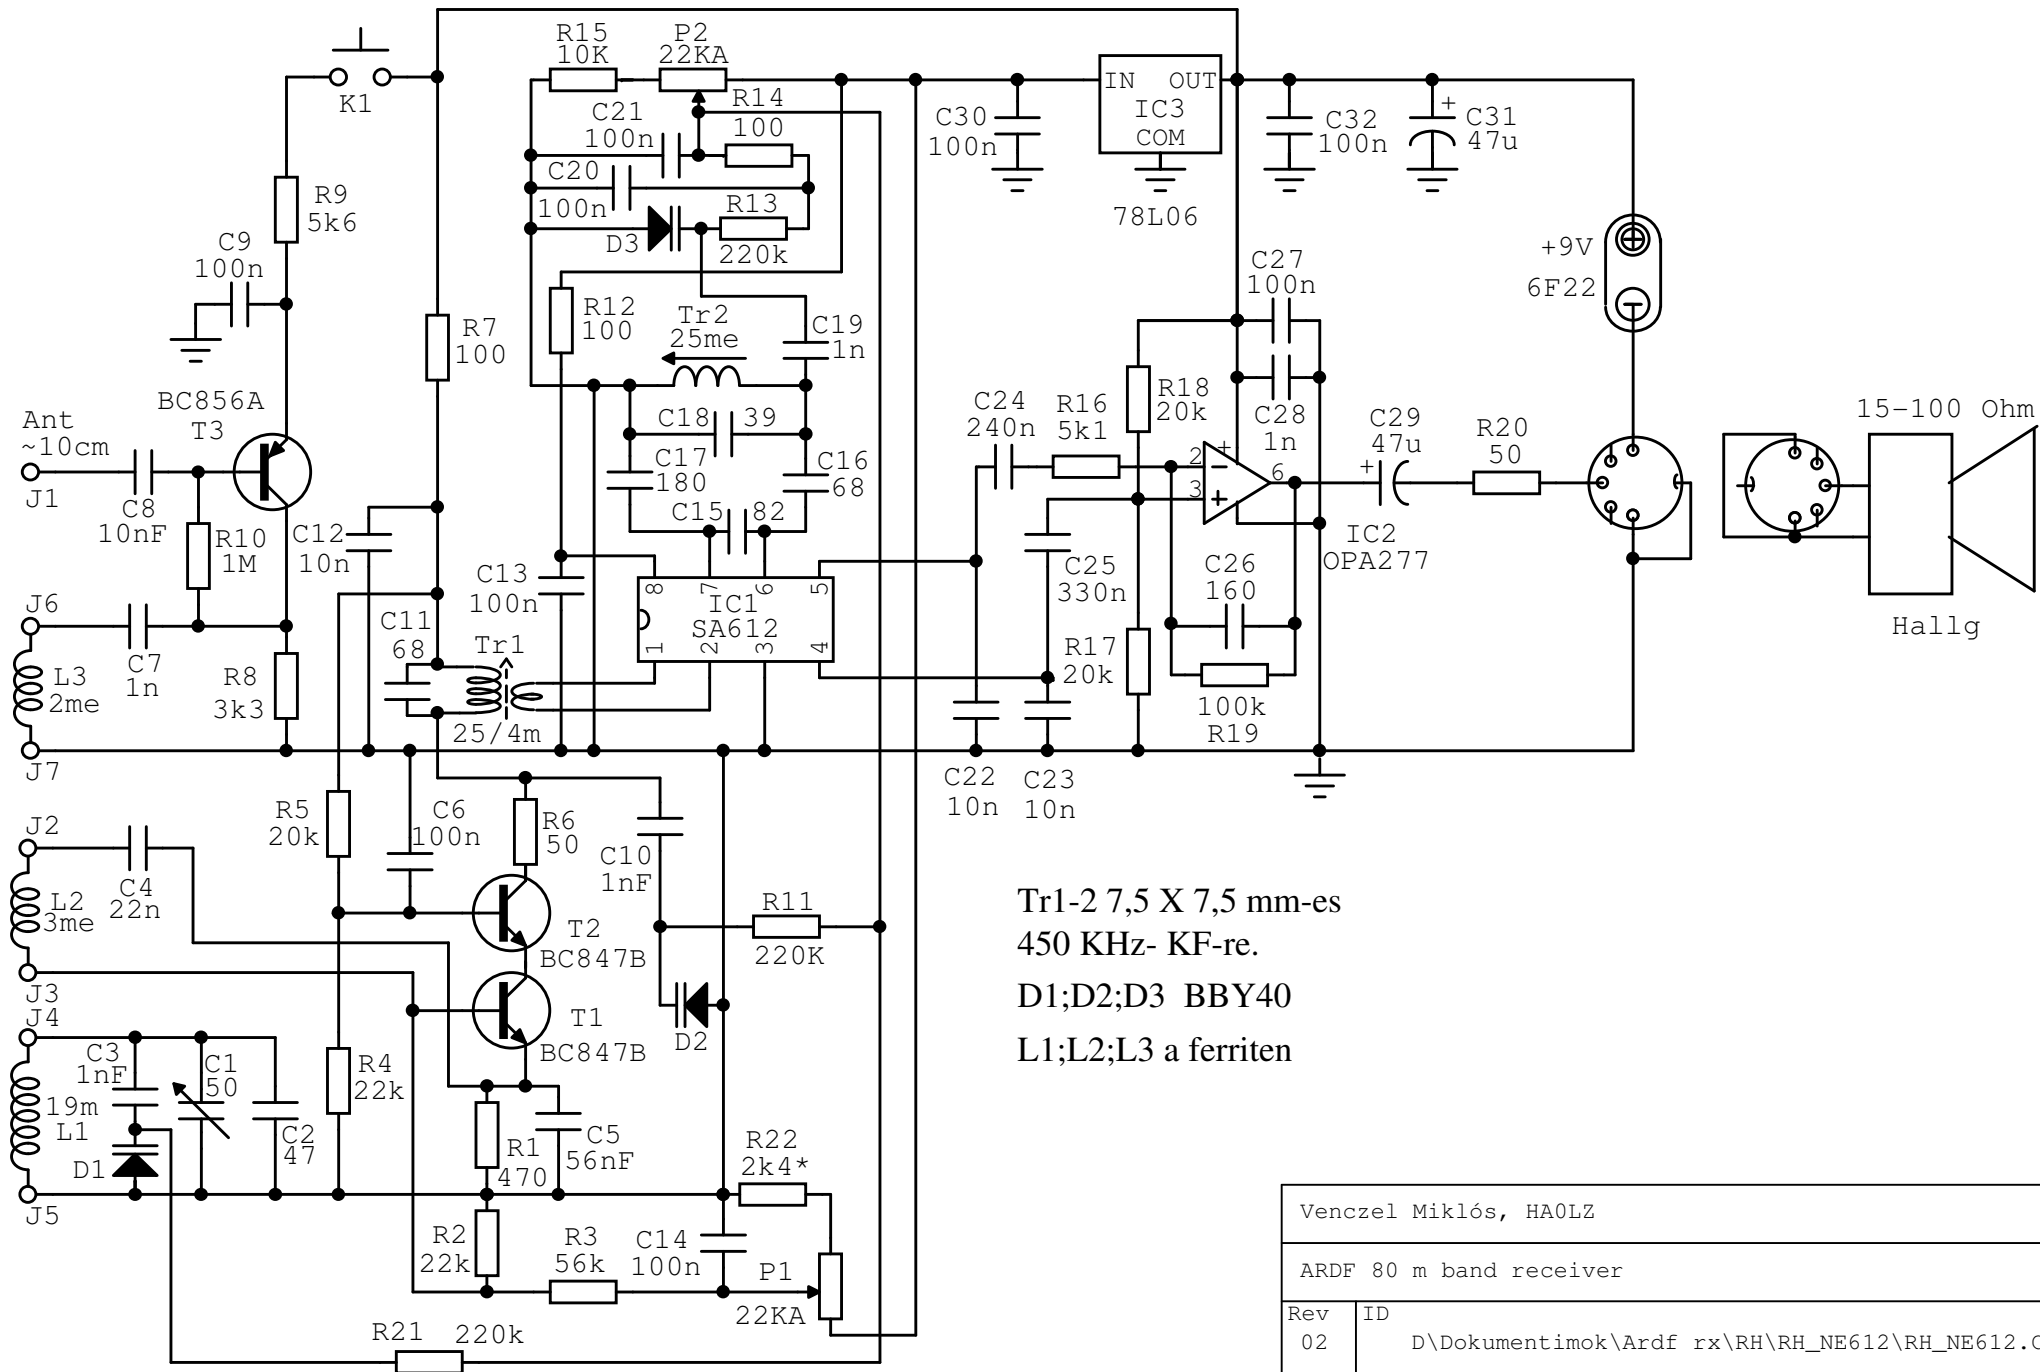 R15
10K
P2
22KA
K1
C21
100n
R14
100
C20
100n
R13
220k
D3
C30
100n
IN OUT
IC3
COM
78L06
C32
100n
+
C31
47u
R9
5k6
C9
100n
+9V
6F22
R12
100
Tr2
25me
C19
1n
C27
100n
R7
100
R18
20k
C28
1n
BC856A
T3
Ant
~10cm
J1
C8
10nF
R10
1M
C12
10n
C18 39
C17
180
C16
68
C15 82
C24
240n
R16
5k1
2
3
6
+
-
+
C29
47u
+
R20
50
IC2
OPA277
15-100 Ohm
Hallg
C13
100n
8 7 6 5
IC1
SA612
1 2 3 4
C25
330n
C26
160
R17
20k
100k
R19
J6
L3
2me
J7
C7
1n
R8
3k3
C11
68
Tr1
25/4m
C22
10n
C23
10n
J2
L2
3me
J3
C4
22n
R5
20k
C6
100n
R6
50
C10
1nF
T2
BC847B
R11
220K
T1
BC847B
D2
J4
19m
L1
J5
C3
1nF
C1
50
D1
C2
47
R4
22k
R1
470
C5
56nF
R22
2k4*
R2
22k
R3
56k
C14
100n
P1
22KA
R21 220k
Tr1-2 7,5 X 7,5 mm-es
450 KHz- KF-re.
D1;D2;D3 BBY40
L1;L2;L3 a ferriten
Venczel Miklós, HA0LZ
ARDF 80 m band receiver
Rev ID
02 D\Dokumentimok\Ardf rx\RH\RH_NE612\RH_NE612.